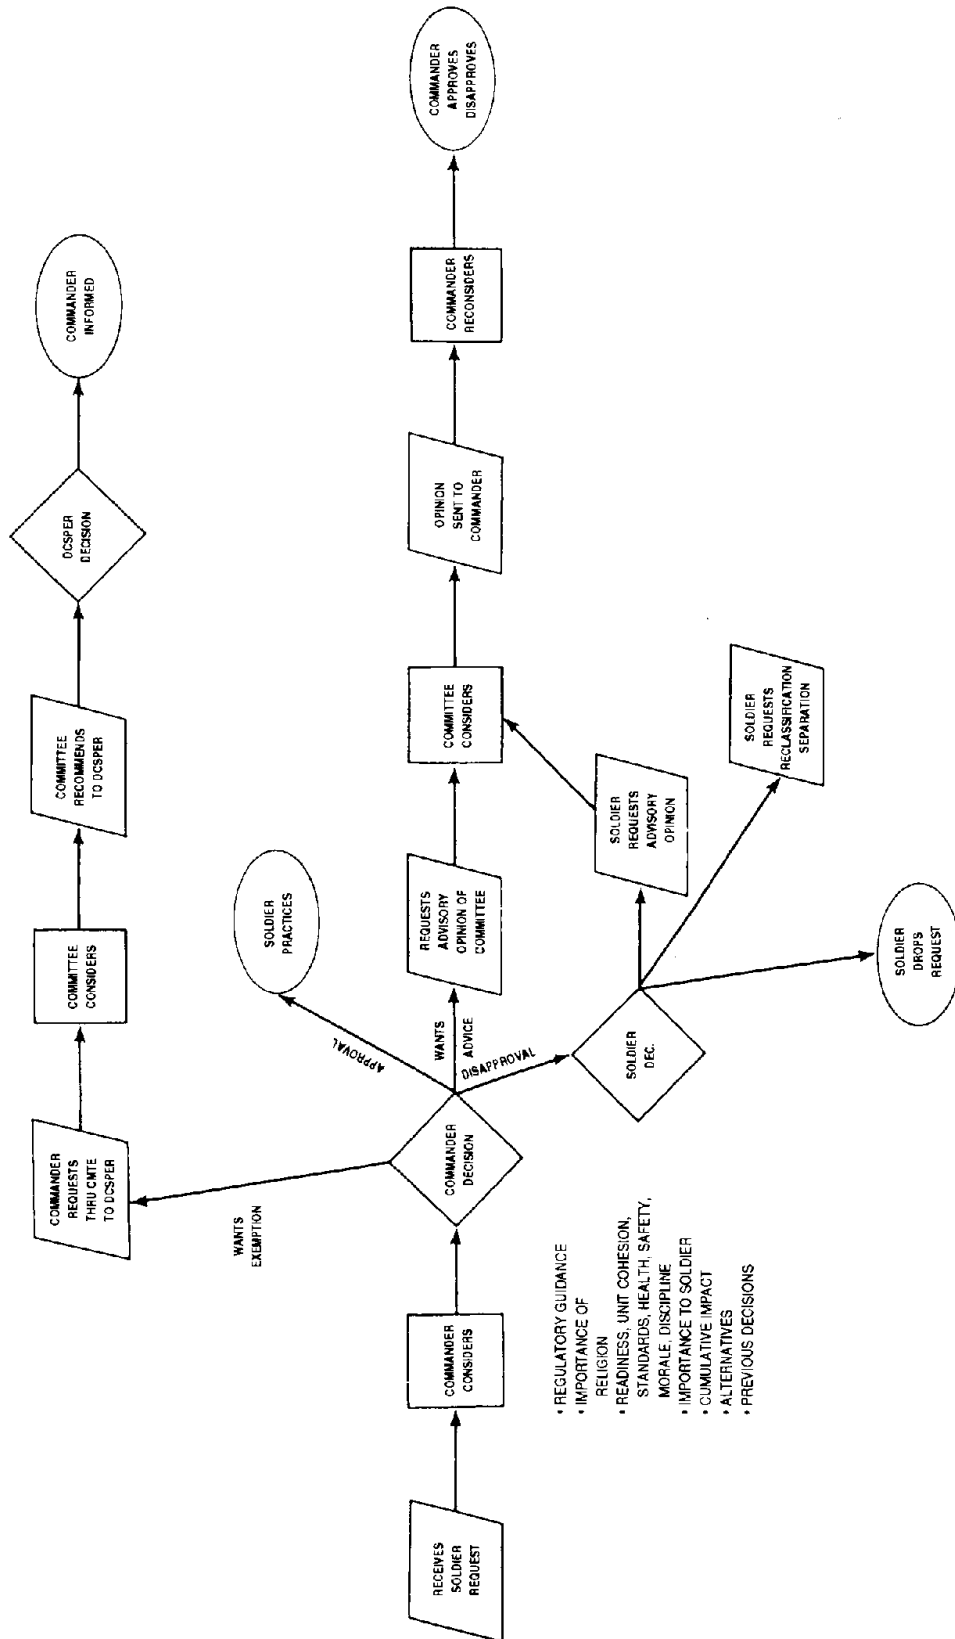 RECEIVES
SOLDIER
REQUEST
COMMANDER
CONSIDERS
• REGULATORY GUIDANCE
• IMPORTANCE OF
RELIGION
• READINESS, UNIT COHESION,
STANDARDS, HEALTH, SAFETY,
MORALE, DISCIPLINE
• IMPORTANCE TO SOLDIER
• CUMULATIVE IMPACT
• ALTERNATIVES
• PREVIOUS DECISIONS
COMMANDER
DECISION
WANTS
EXEMPTION
COMMANDER
REQUESTS
THRU CMTE
TO DCSPER
COMMITTEE
CONSIDERS
COMMITTEE
RECOMMENDS
TO DCSPER
DCSPER
DECISION
COMMANDER
INFORMED
APPROVAL
SOLDIER
PRACTICES
WANTS
ADVICE
REQUESTS
ADVISORY
OPINION OF
COMMITTEE
COMMITTEE
CONSIDERS
OPINION
SENT TO
COMMANDER
COMMANDER
RECONSIDERS
COMMANDER
APPROVES
DISAPPROVES
DISAPPROVAL
SOLDIER
DEC.
SOLDIER
REQUESTS
ADVISORY
OPINION
SOLDIER
REQUESTS
RECLASSIFICATION
SEPARATION
SOLDIER
DROPS
REQUEST